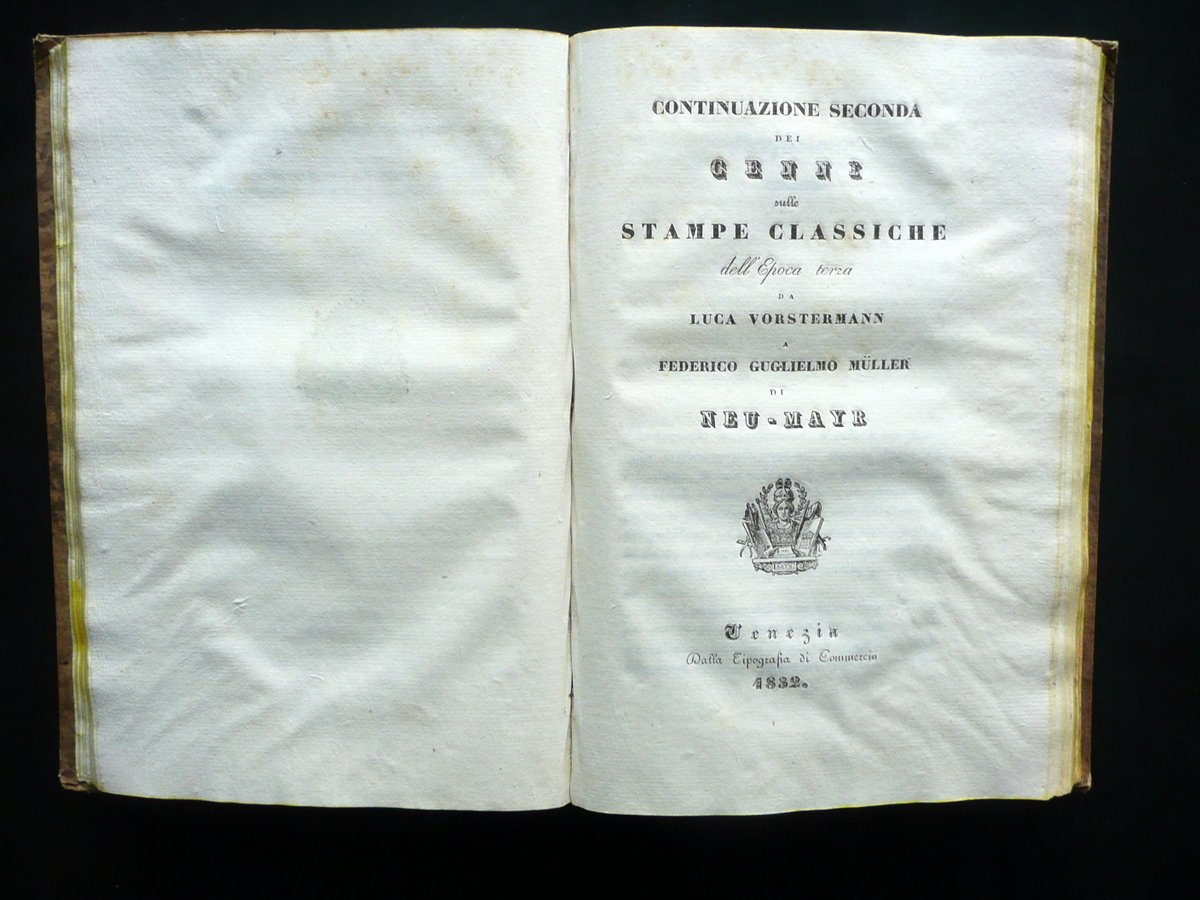 CONTINUAZIONE SECONDA
DEI
CENNI
sulle
STAMPE CLASSICHE
dell'Epoca terza
DA
LUCA VORSTERMANN
A
FEDERICO GUGLIELMO MÜLLER
DI
NEU-MAYR
Venezia
Dalla Tipografia di Commercio
1832.